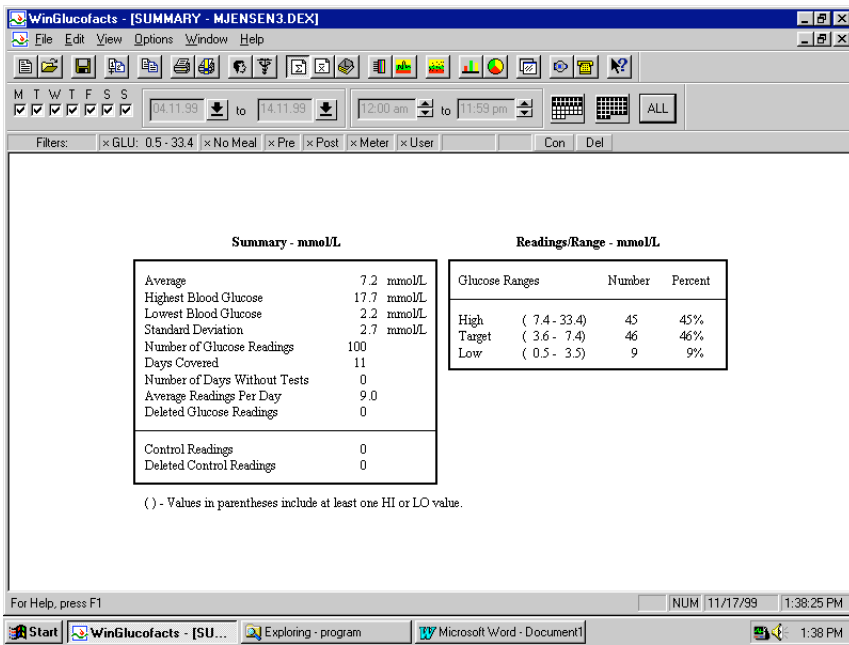 WinGlucofacts - [SUMMARY - MJENSEN3.DEX]
File Edit View Options Window Help
M T W T F S S
04.11.99 to 14.11.99 12:00 am to 11:59 pm ALL
Filters: × GLU: 0.5 - 33.4 × No Meal × Pre × Post × Meter × User Con Del
Summary - mmol/L
Average 7.2 mmol/L
Highest Blood Glucose 17.7 mmol/L
Lowest Blood Glucose 2.2 mmol/L
Standard Deviation 2.7 mmol/L
Number of Glucose Readings 100
Days Covered 11
Number of Days Without Tests 0
Average Readings Per Day 9.0
Deleted Glucose Readings 0
Control Readings 0
Deleted Control Readings 0
Readings/Range - mmol/L
Glucose Ranges Number Percent
High ( 7.4 - 33.4) 45 45%
Target ( 3.6 - 7.4) 46 46%
Low ( 0.5 - 3.5) 9 9%
( ) - Values in parentheses include at least one HI or LO value.
For Help, press F1 NUM 11/17/99 1:38:25 PM
Start WinGlucofacts - [SU... Exploring - program Microsoft Word - Document1 1:38 PM